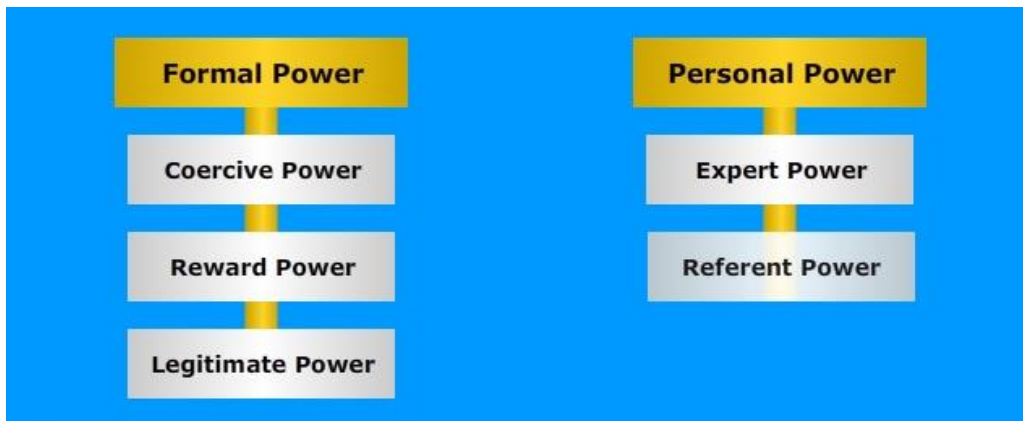 Formal Power
Coercive Power
Reward Power
Legitimate Power
Personal Power
Expert Power
Referent Power